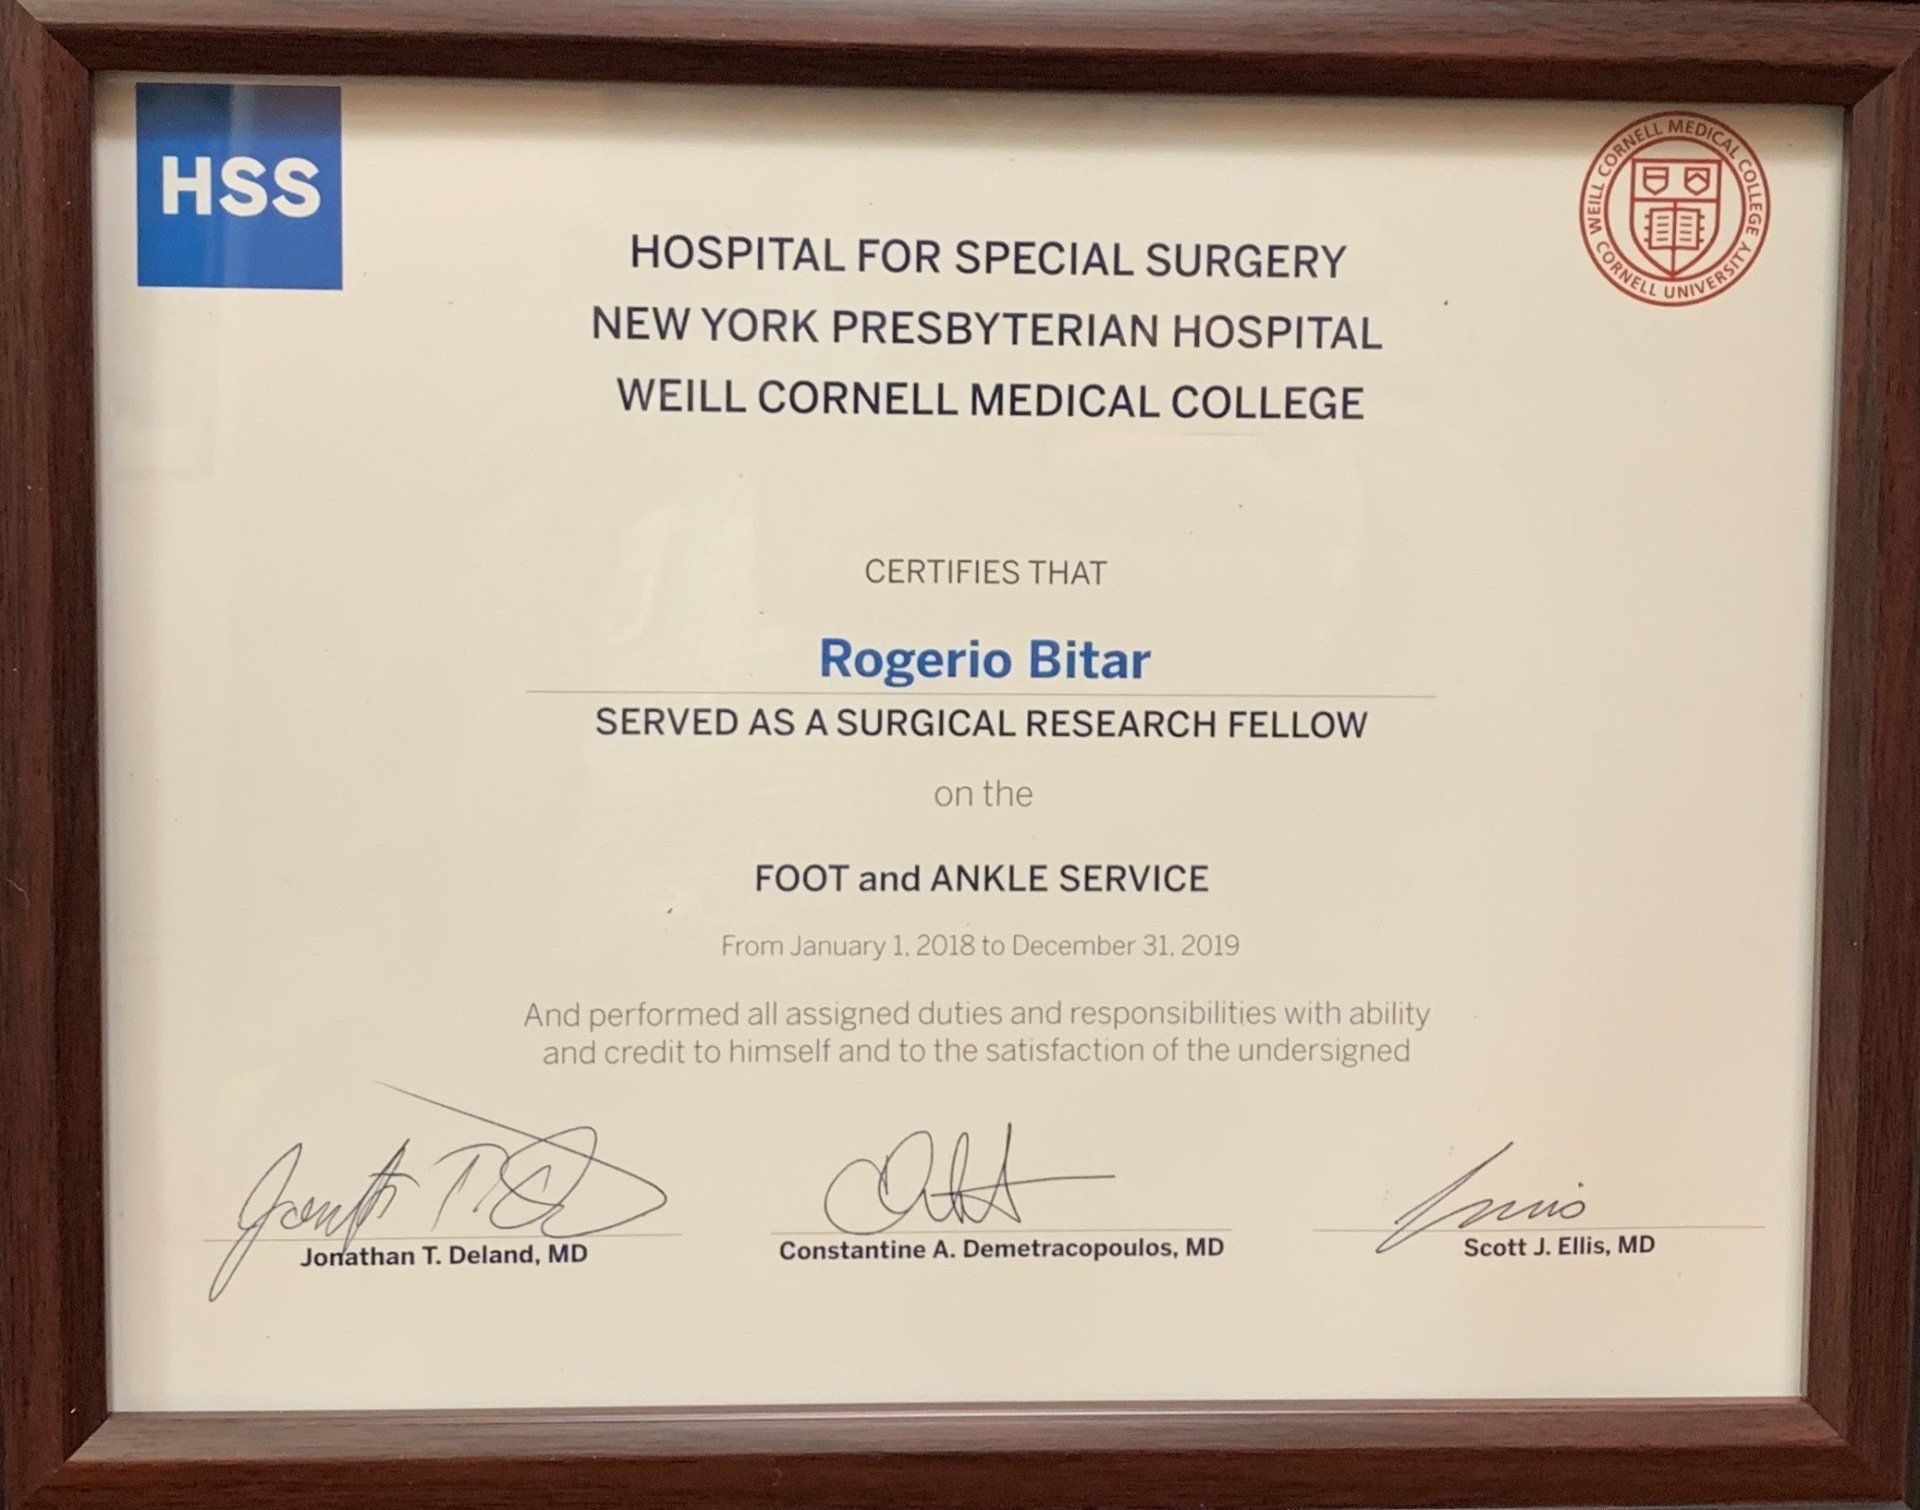 HSS
WEILL CORNELL MEDICAL COLLEGE
CORNELL UNIVERSITY
HOSPITAL FOR SPECIAL SURGERY
NEW YORK PRESBYTERIAN HOSPITAL
WEILL CORNELL MEDICAL COLLEGE
CERTIFIES THAT
Rogerio Bitar
SERVED AS A SURGICAL RESEARCH FELLOW
on the
FOOT and ANKLE SERVICE
From January 1, 2018 to December 31, 2019
And performed all assigned duties and responsibilities with ability
and credit to himself and to the satisfaction of the undersigned
Jonathan T. Deland, MD
Constantine A. Demetracopoulos, MD
Scott J. Ellis, MD